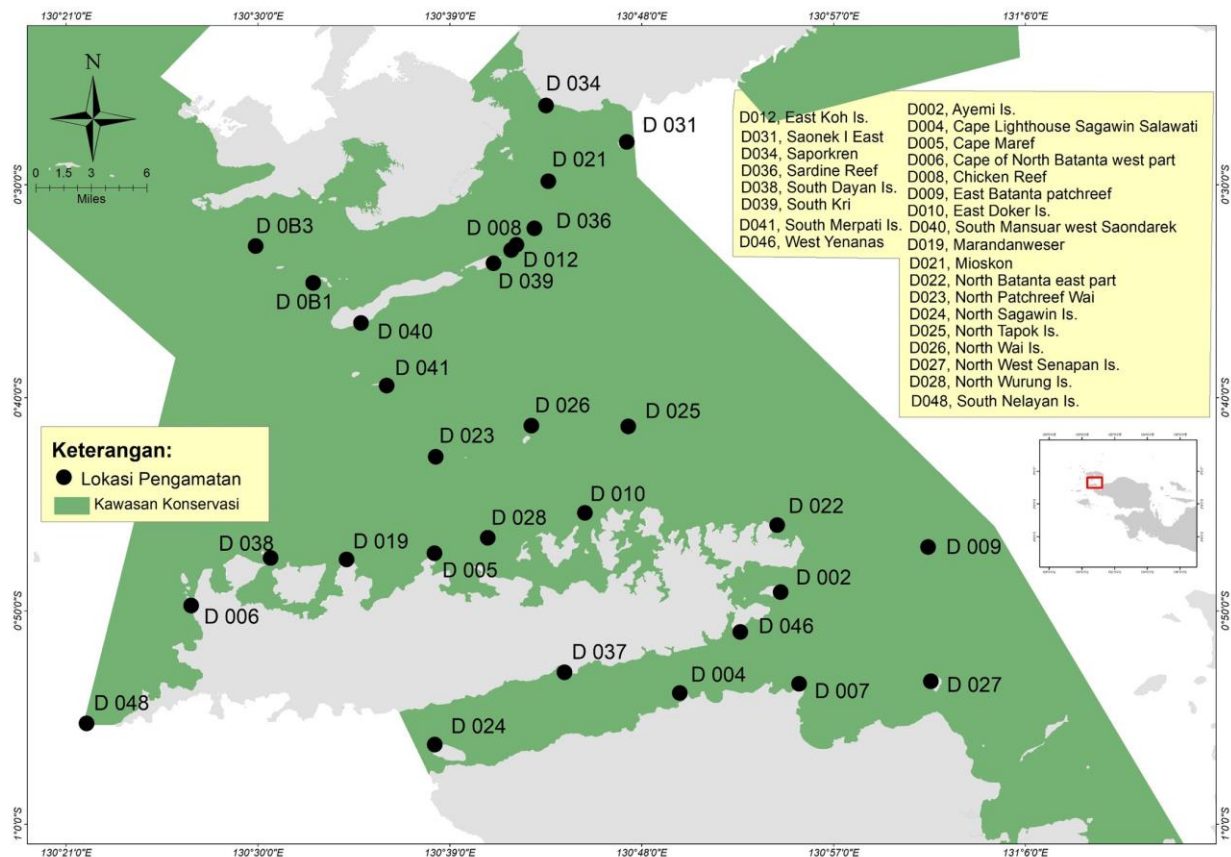 130°21'0"E 130°30'0"E 130°39'0"E 130°48'0"E 130°57'0"E 131°6'0"E
N
0 1.5 3 6
Miles
D 034
D 031
D 021
D 036
D 008
D 012
D 039
D 0B3
D 0B1
D 040
D 041
D 026
D 025
D 023
D 010
D 022
D 028
D 009
D 038
D 019
D 005
D 002
D 006
D 046
D 037
D 004
D 007
D 027
D 048
D 024
D012, East Koh Is.
D031, Saonek I East
D034, Saporkren
D036, Sardine Reef
D038, South Dayan Is.
D039, South Kri
D041, South Merpati Is.
D046, West Yenanas
D002, Ayemi Is.
D004, Cape Lighthouse Sagawin Salawati
D005, Cape Maref
D006, Cape of North Batanta west part
D008, Chicken Reef
D009, East Batanta patchreef
D010, East Doker Is.
D040, South Mansuar west Saondarek
D019, Marandanweser
D021, Mioskon
D022, North Batanta east part
D023, North Patchreef Wai
D024, North Sagawin Is.
D025, North Tapok Is.
D026, North Wai Is.
D027, North West Senapan Is.
D028, North Wurung Is.
D048, South Nelayan Is.
Keterangan:
Lokasi Pengamatan
Kawasan Konservasi
0°30'0"S
0°40'0"S
0°50'0"S
1°0'0"S
0°30'0"S
0°40'0"S
0°50'0"S
1°0'0"S
130°21'0"E 130°30'0"E 130°39'0"E 130°48'0"E 130°57'0"E 131°6'0"E